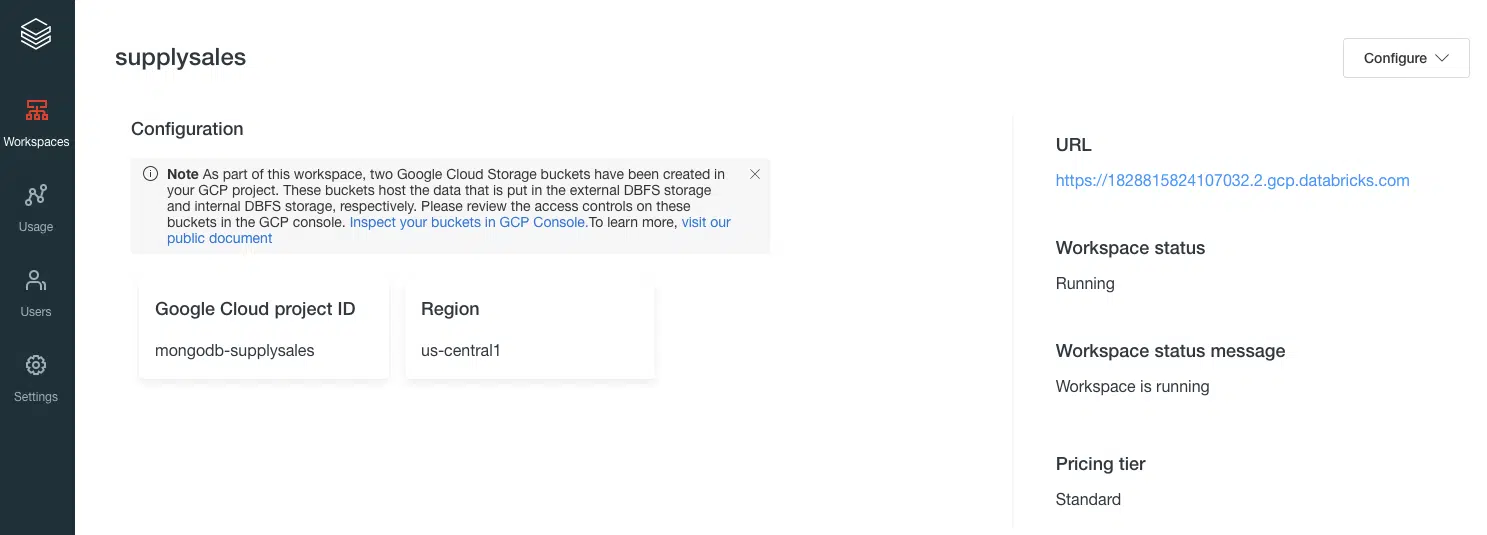 supplysales
Configure
Workspaces
Usage
Users
Settings
Configuration
Note As part of this workspace, two Google Cloud Storage buckets have been created in
your GCP project. These buckets host the data that is put in the external DBFS storage
and internal DBFS storage, respectively. Please review the access controls on these
buckets in the GCP console. Inspect your buckets in GCP Console.To learn more, visit our
public document
Google Cloud project ID
mongodb-supplysales
Region
us-central1
URL
https://1828815824107032.2.gcp.databricks.com
Workspace status
Running
Workspace status message
Workspace is running
Pricing tier
Standard